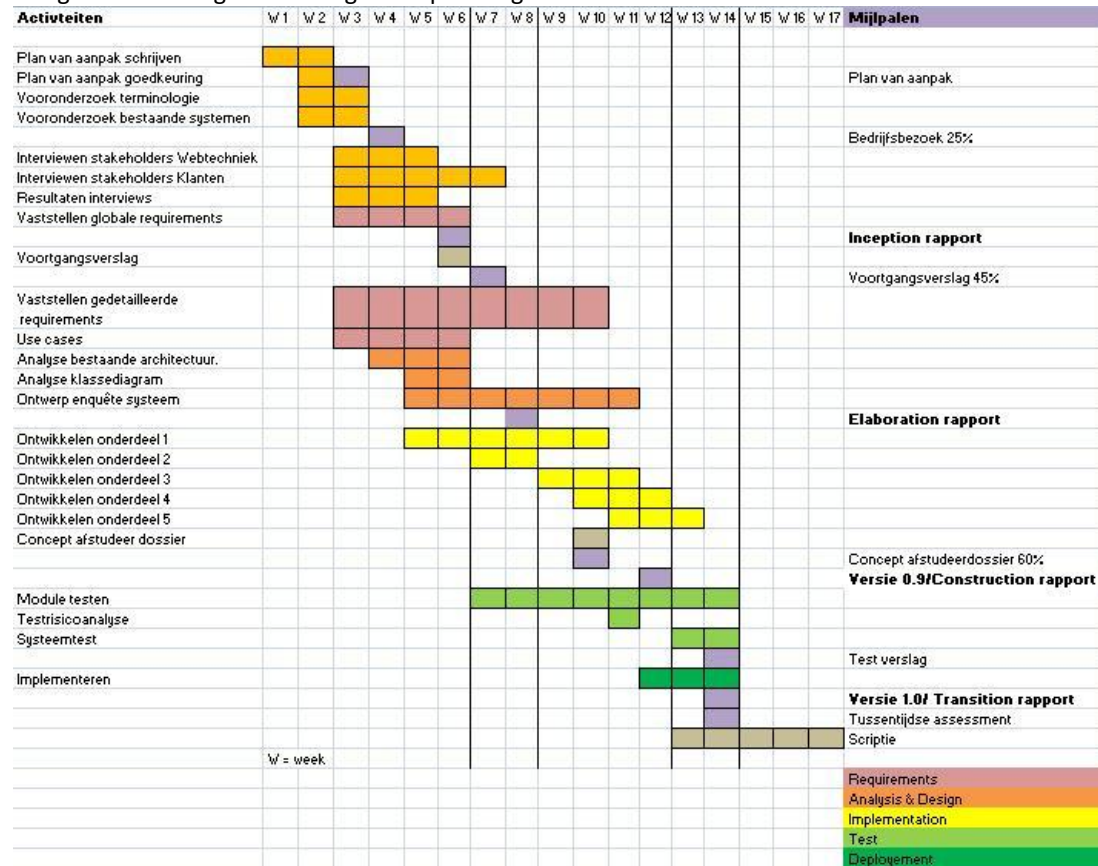 Activteiten W 1 W 2 W 3 W 4 W 5 W 6 W 7 W 8 W 9 W 10 W 11 W 12 W 13 W 14 W 15 W 16 W 17 Mijlpalen
Plan van aanpak schrijven
Plan van aanpak goedkeuring Plan van aanpak
Vooronderzoek terminologie
Vooronderzoek bestaande systemen
Bedrijfsbezoek 25%
Interviewen stakeholders Webtechniek
Interviewen stakeholders Klanten
Resultaten interviews
Vaststellen globale requirements
Inception rapport
Voortgangsverslag
Voortgangsverslag 45%
Vaststellen gedetailleerde
requirements
Use cases
Analyse bestaande architectuur.
Analyse klassediagram
Ontwerp enquête systeem
Elaboration rapport
Ontwikkelen onderdeel 1
Ontwikkelen onderdeel 2
Ontwikkelen onderdeel 3
Ontwikkelen onderdeel 4
Ontwikkelen onderdeel 5
Concept afstudeer dossier
Concept afstudeerdossier 60%
Versie 0.9/Construction rapport
Module testen
Testrisicoanalyse
Systeemtest
Test verslag
Implementeren
Versie 1.0/ Transition rapport
Tussentijdse assessment
Scriptie
W = week
Requirements
Analysis & Design
Implementation
Test
Deployement